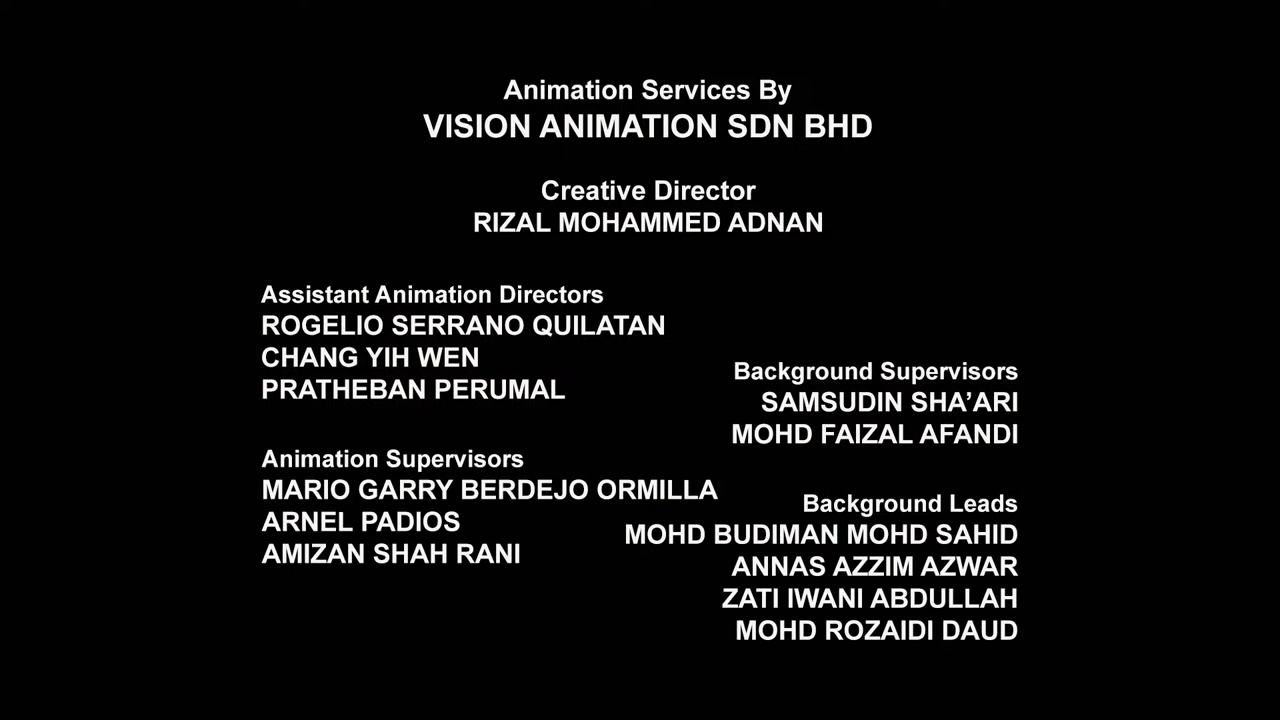 Animation Services By
VISION ANIMATION SDN BHD
Creative Director
RIZAL MOHAMMED ADNAN
Assistant Animation Directors
ROGELIO SERRANO QUILATAN
CHANG YIH WEN
PRATHEBAN PERUMAL
Animation Supervisors
MARIO GARRY BERDEJO ORMILLA
ARNEL PADIOS
AMIZAN SHAH RANI
Background Supervisors
SAMSUDIN SHA’ARI
MOHD FAIZAL AFANDI
Background Leads
MOHD BUDIMAN MOHD SAHID
ANNAS AZZIM AZWAR
ZATI IWANI ABDULLAH
MOHD ROZAIDI DAUD